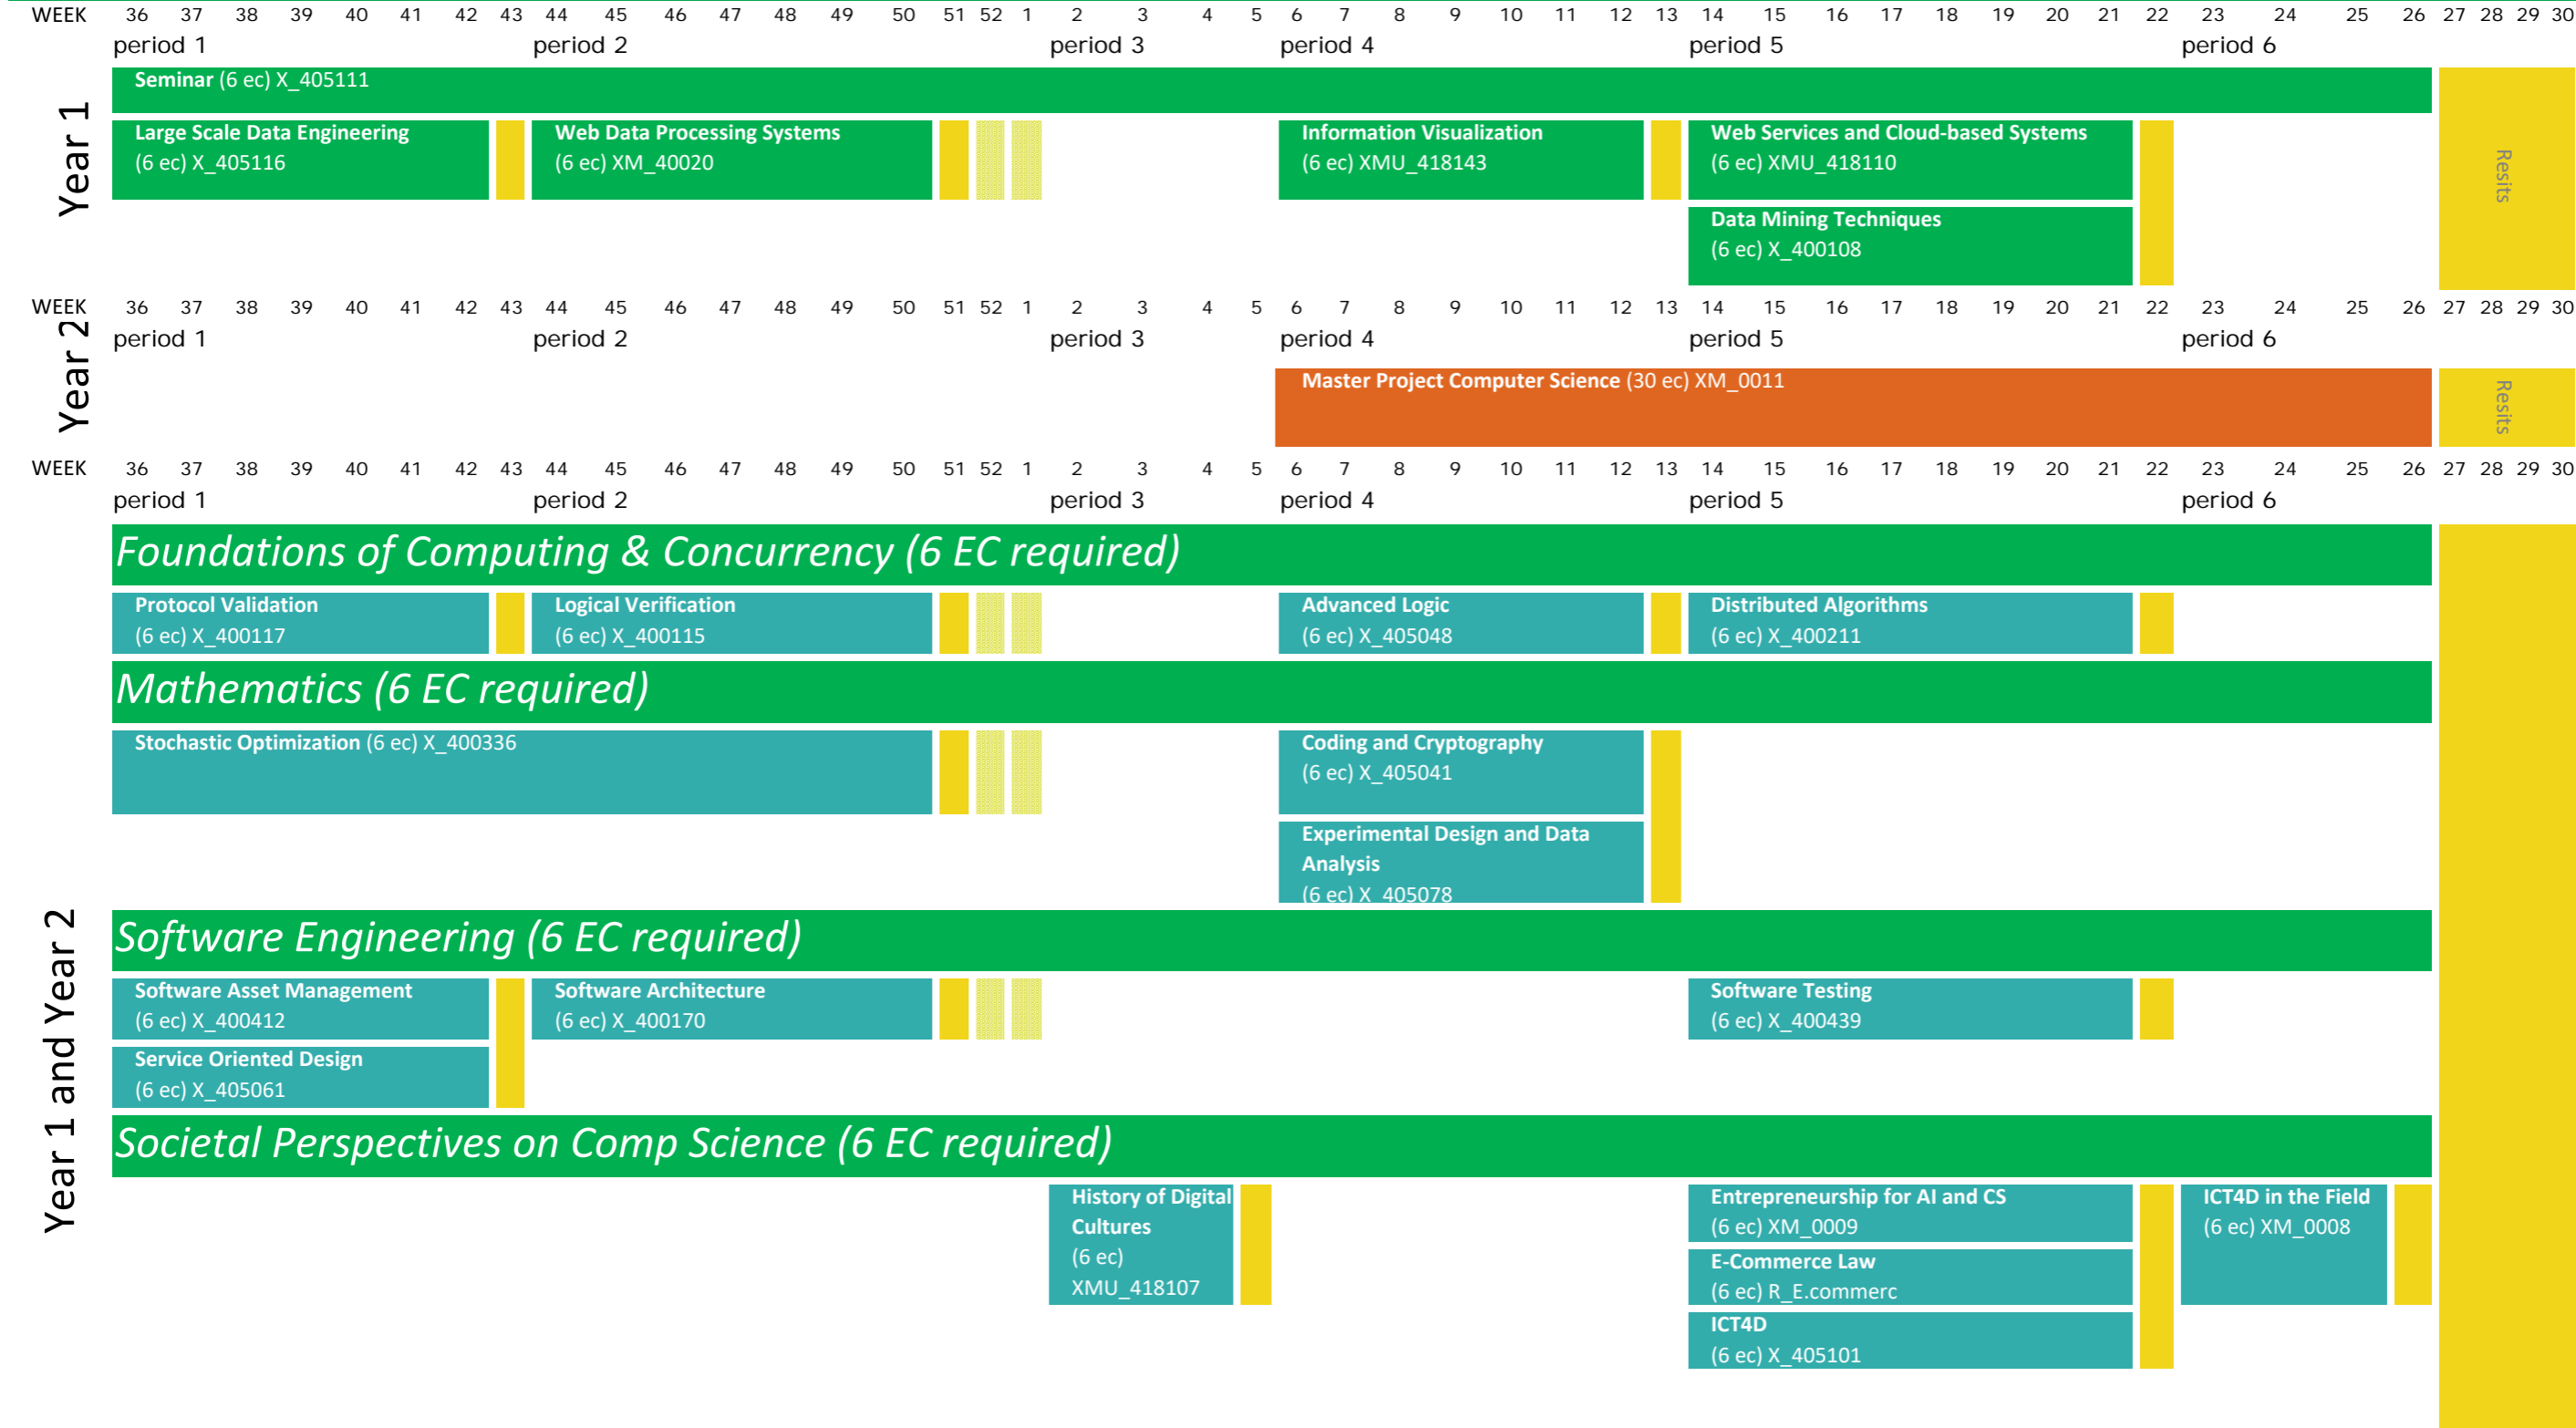 WEEK 36 37 38 39 40 41 42 43 44 45 46 47 48 49 50 51 52 1 2 3 4 5 6 7 8 9 10 11 12 13 14 15 16 17 18 19 20 21 22 23 24 25 26 27 28 29 30
period 1 period 2 period 3 period 4 period 5 period 6
Year 1
Seminar (6 ec) X_405111
Large Scale Data Engineering
(6 ec) X_405116
Web Data Processing Systems
(6 ec) XM_40020
Information Visualization
(6 ec) XMU_418143
Web Services and Cloud-based Systems
(6 ec) XMU_418110
Data Mining Techniques
(6 ec) X_400108
Resits
WEEK 36 37 38 39 40 41 42 43 44 45 46 47 48 49 50 51 52 1 2 3 4 5 6 7 8 9 10 11 12 13 14 15 16 17 18 19 20 21 22 23 24 25 26 27 28 29 30
period 1 period 2 period 3 period 4 period 5 period 6
Year 2
Master Project Computer Science (30 ec) XM_0011
Resits
WEEK 36 37 38 39 40 41 42 43 44 45 46 47 48 49 50 51 52 1 2 3 4 5 6 7 8 9 10 11 12 13 14 15 16 17 18 19 20 21 22 23 24 25 26 27 28 29 30
period 1 period 2 period 3 period 4 period 5 period 6
Year 1 and Year 2
Foundations of Computing & Concurrency (6 EC required)
Protocol Validation
(6 ec) X_400117
Logical Verification
(6 ec) X_400115
Advanced Logic
(6 ec) X_405048
Distributed Algorithms
(6 ec) X_400211
Mathematics (6 EC required)
Stochastic Optimization (6 ec) X_400336
Coding and Cryptography
(6 ec) X_405041
Experimental Design and Data
Analysis
(6 ec) X_405078
Software Engineering (6 EC required)
Software Asset Management
(6 ec) X_400412
Software Architecture
(6 ec) X_400170
Software Testing
(6 ec) X_400439
Service Oriented Design
(6 ec) X_405061
Societal Perspectives on Comp Science (6 EC required)
History of Digital
Cultures
(6 ec)
XMU_418107
Entrepreneurship for AI and CS
(6 ec) XM_0009
E-Commerce Law
(6 ec) R_E.commerc
ICT4D
(6 ec) X_405101
ICT4D in the Field
(6 ec) XM_0008